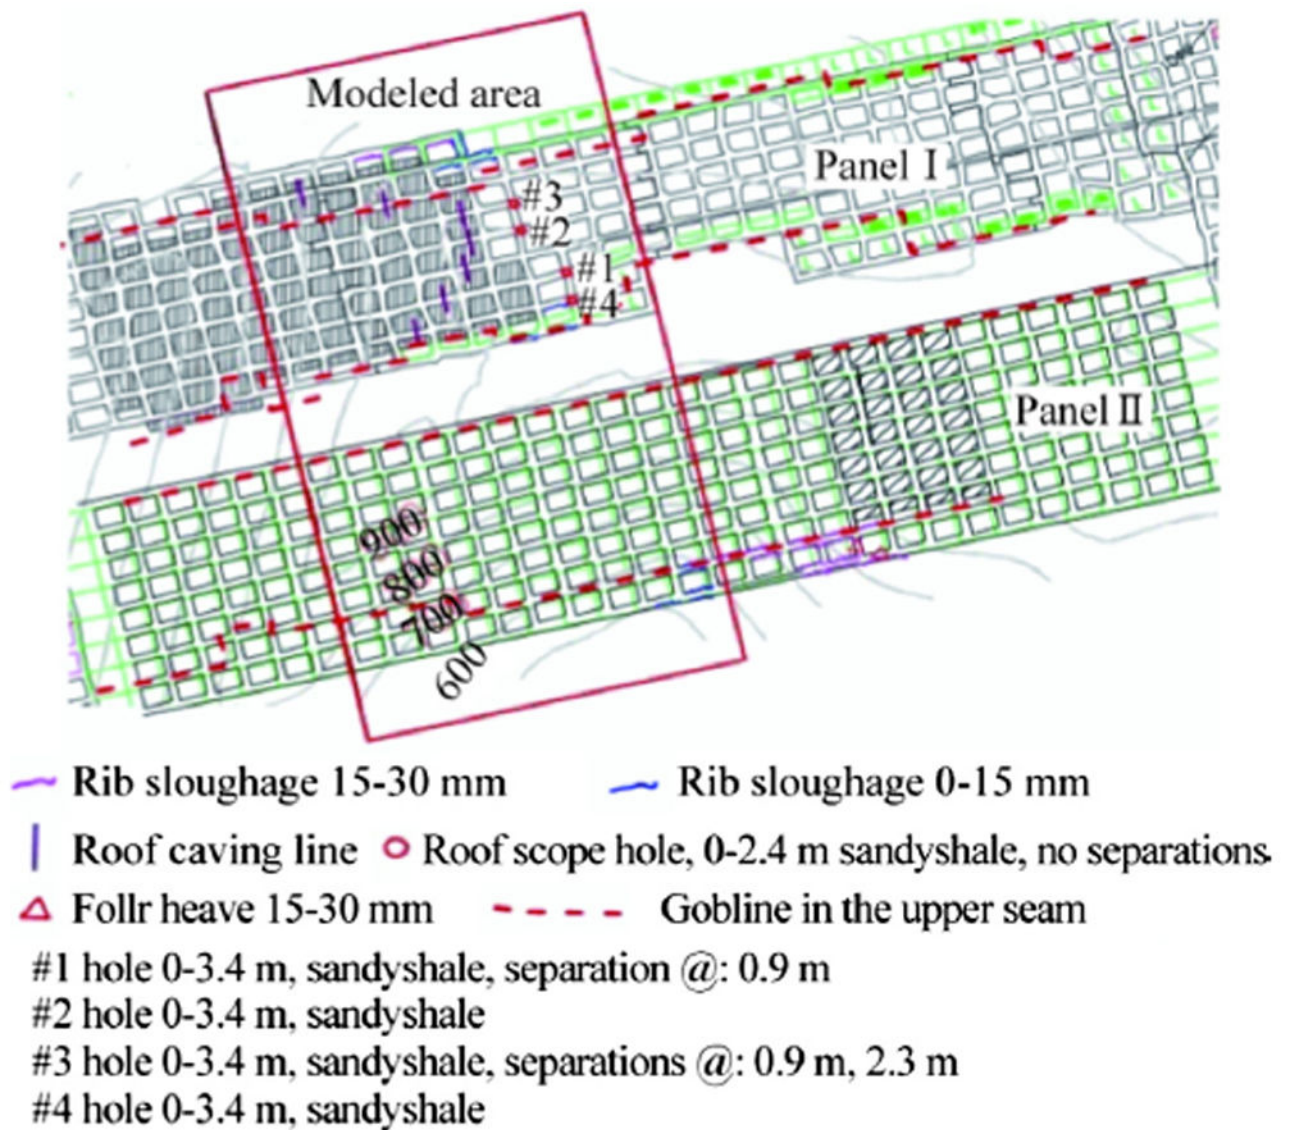 Modeled area
Panel I
#3
#2
#1
#4
Panel II
900
800
700
600
Rib sloughage 15-30 mm
Rib sloughage 0-15 mm
Roof caving line
Roof scope hole, 0-2.4 m sandyshale, no separations.
Follr heave 15-30 mm
Gobline in the upper seam
#1 hole 0-3.4 m, sandyshale, separation @: 0.9 m
#2 hole 0-3.4 m, sandyshale
#3 hole 0-3.4 m, sandyshale, separations @: 0.9 m, 2.3 m
#4 hole 0-3.4 m, sandyshale